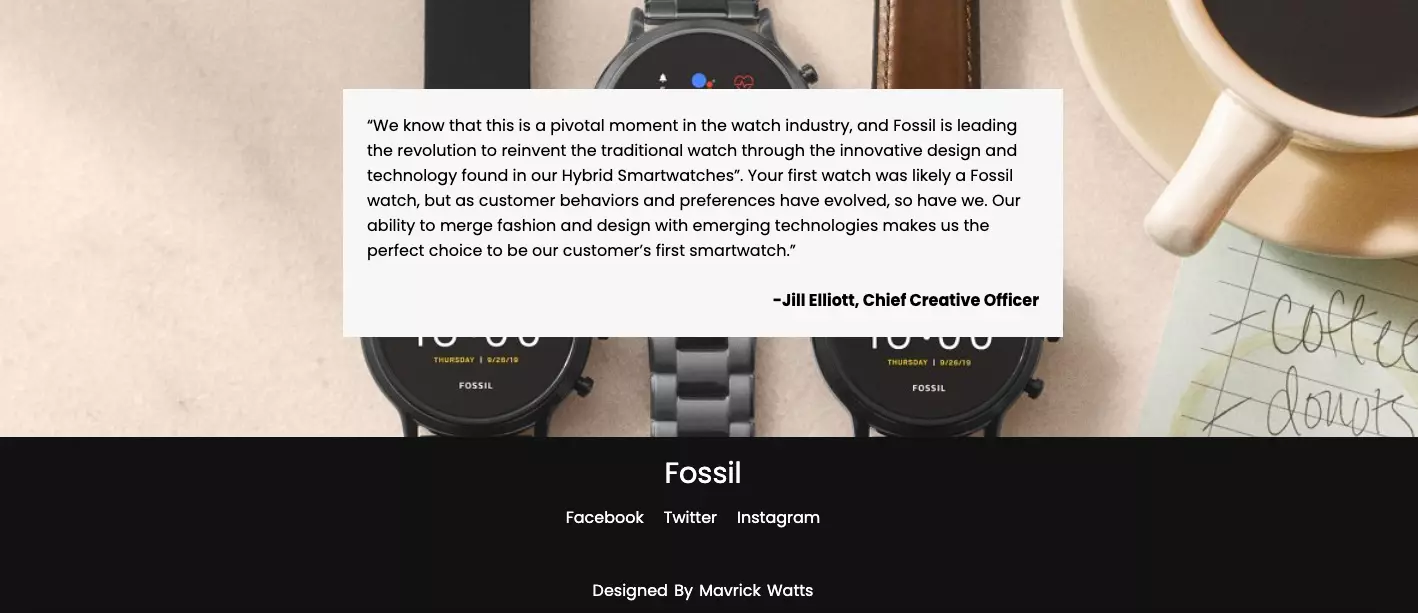 “We know that this is a pivotal moment in the watch industry, and Fossil is leading
the revolution to reinvent the traditional watch through the innovative design and
technology found in our Hybrid Smartwatches”. Your first watch was likely a Fossil
watch, but as customer behaviors and preferences have evolved, so have we. Our
ability to merge fashion and design with emerging technologies makes us the
perfect choice to be our customer’s first smartwatch.”
-Jill Elliott, Chief Creative Officer
THURSDAY | 9/26/19
FOSSIL
THURSDAY | 9/26/19
FOSSIL
coffee
donuts
Fossil
Facebook Twitter Instagram
Designed By Mavrick Watts